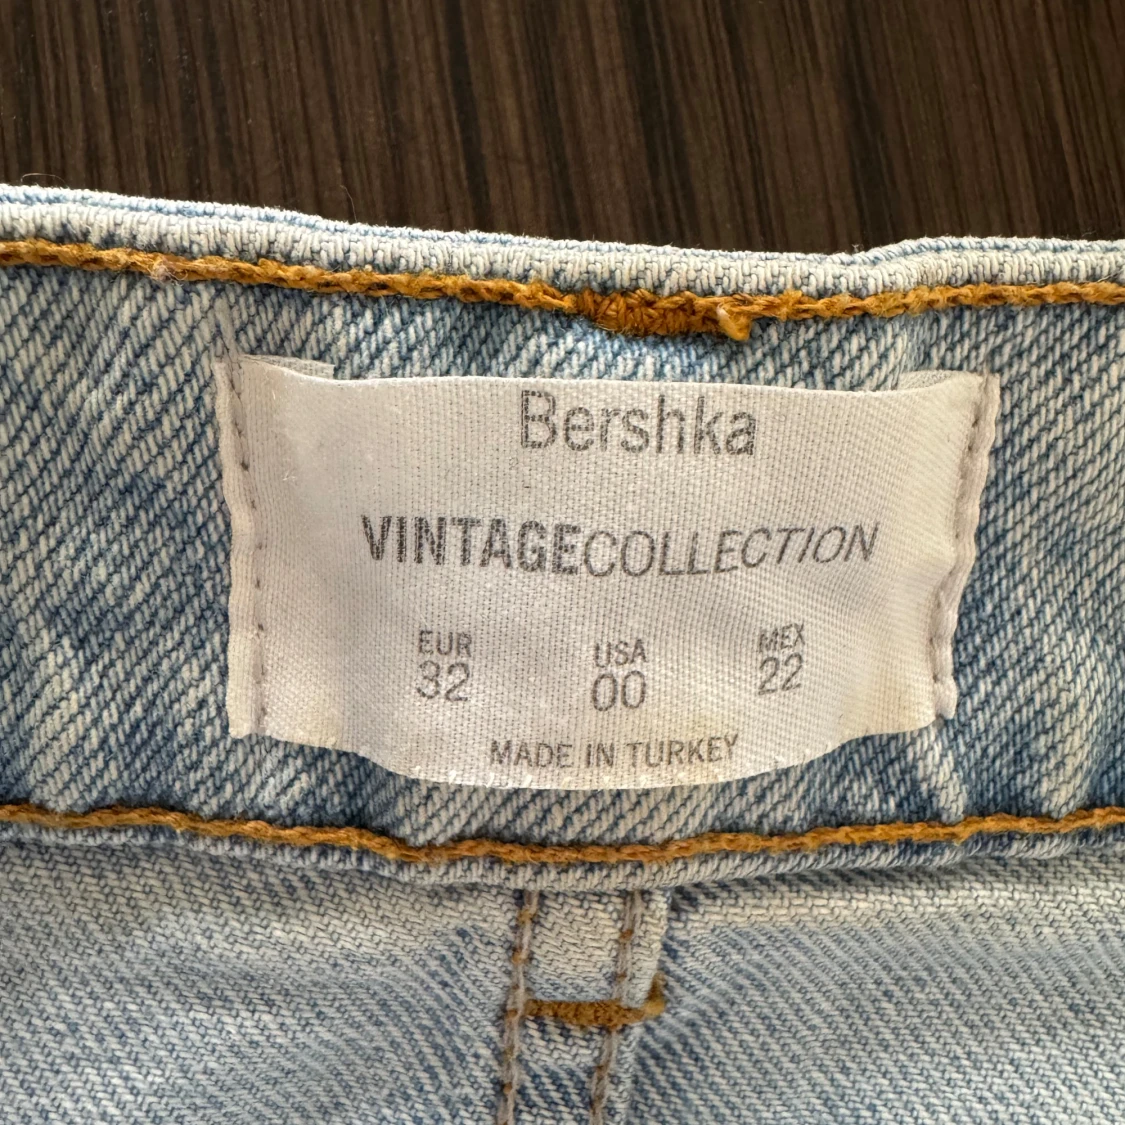 Bershka
VINTAGECOLLECTION
EUR USA MEX
32 00 22
MADE IN TURKEY